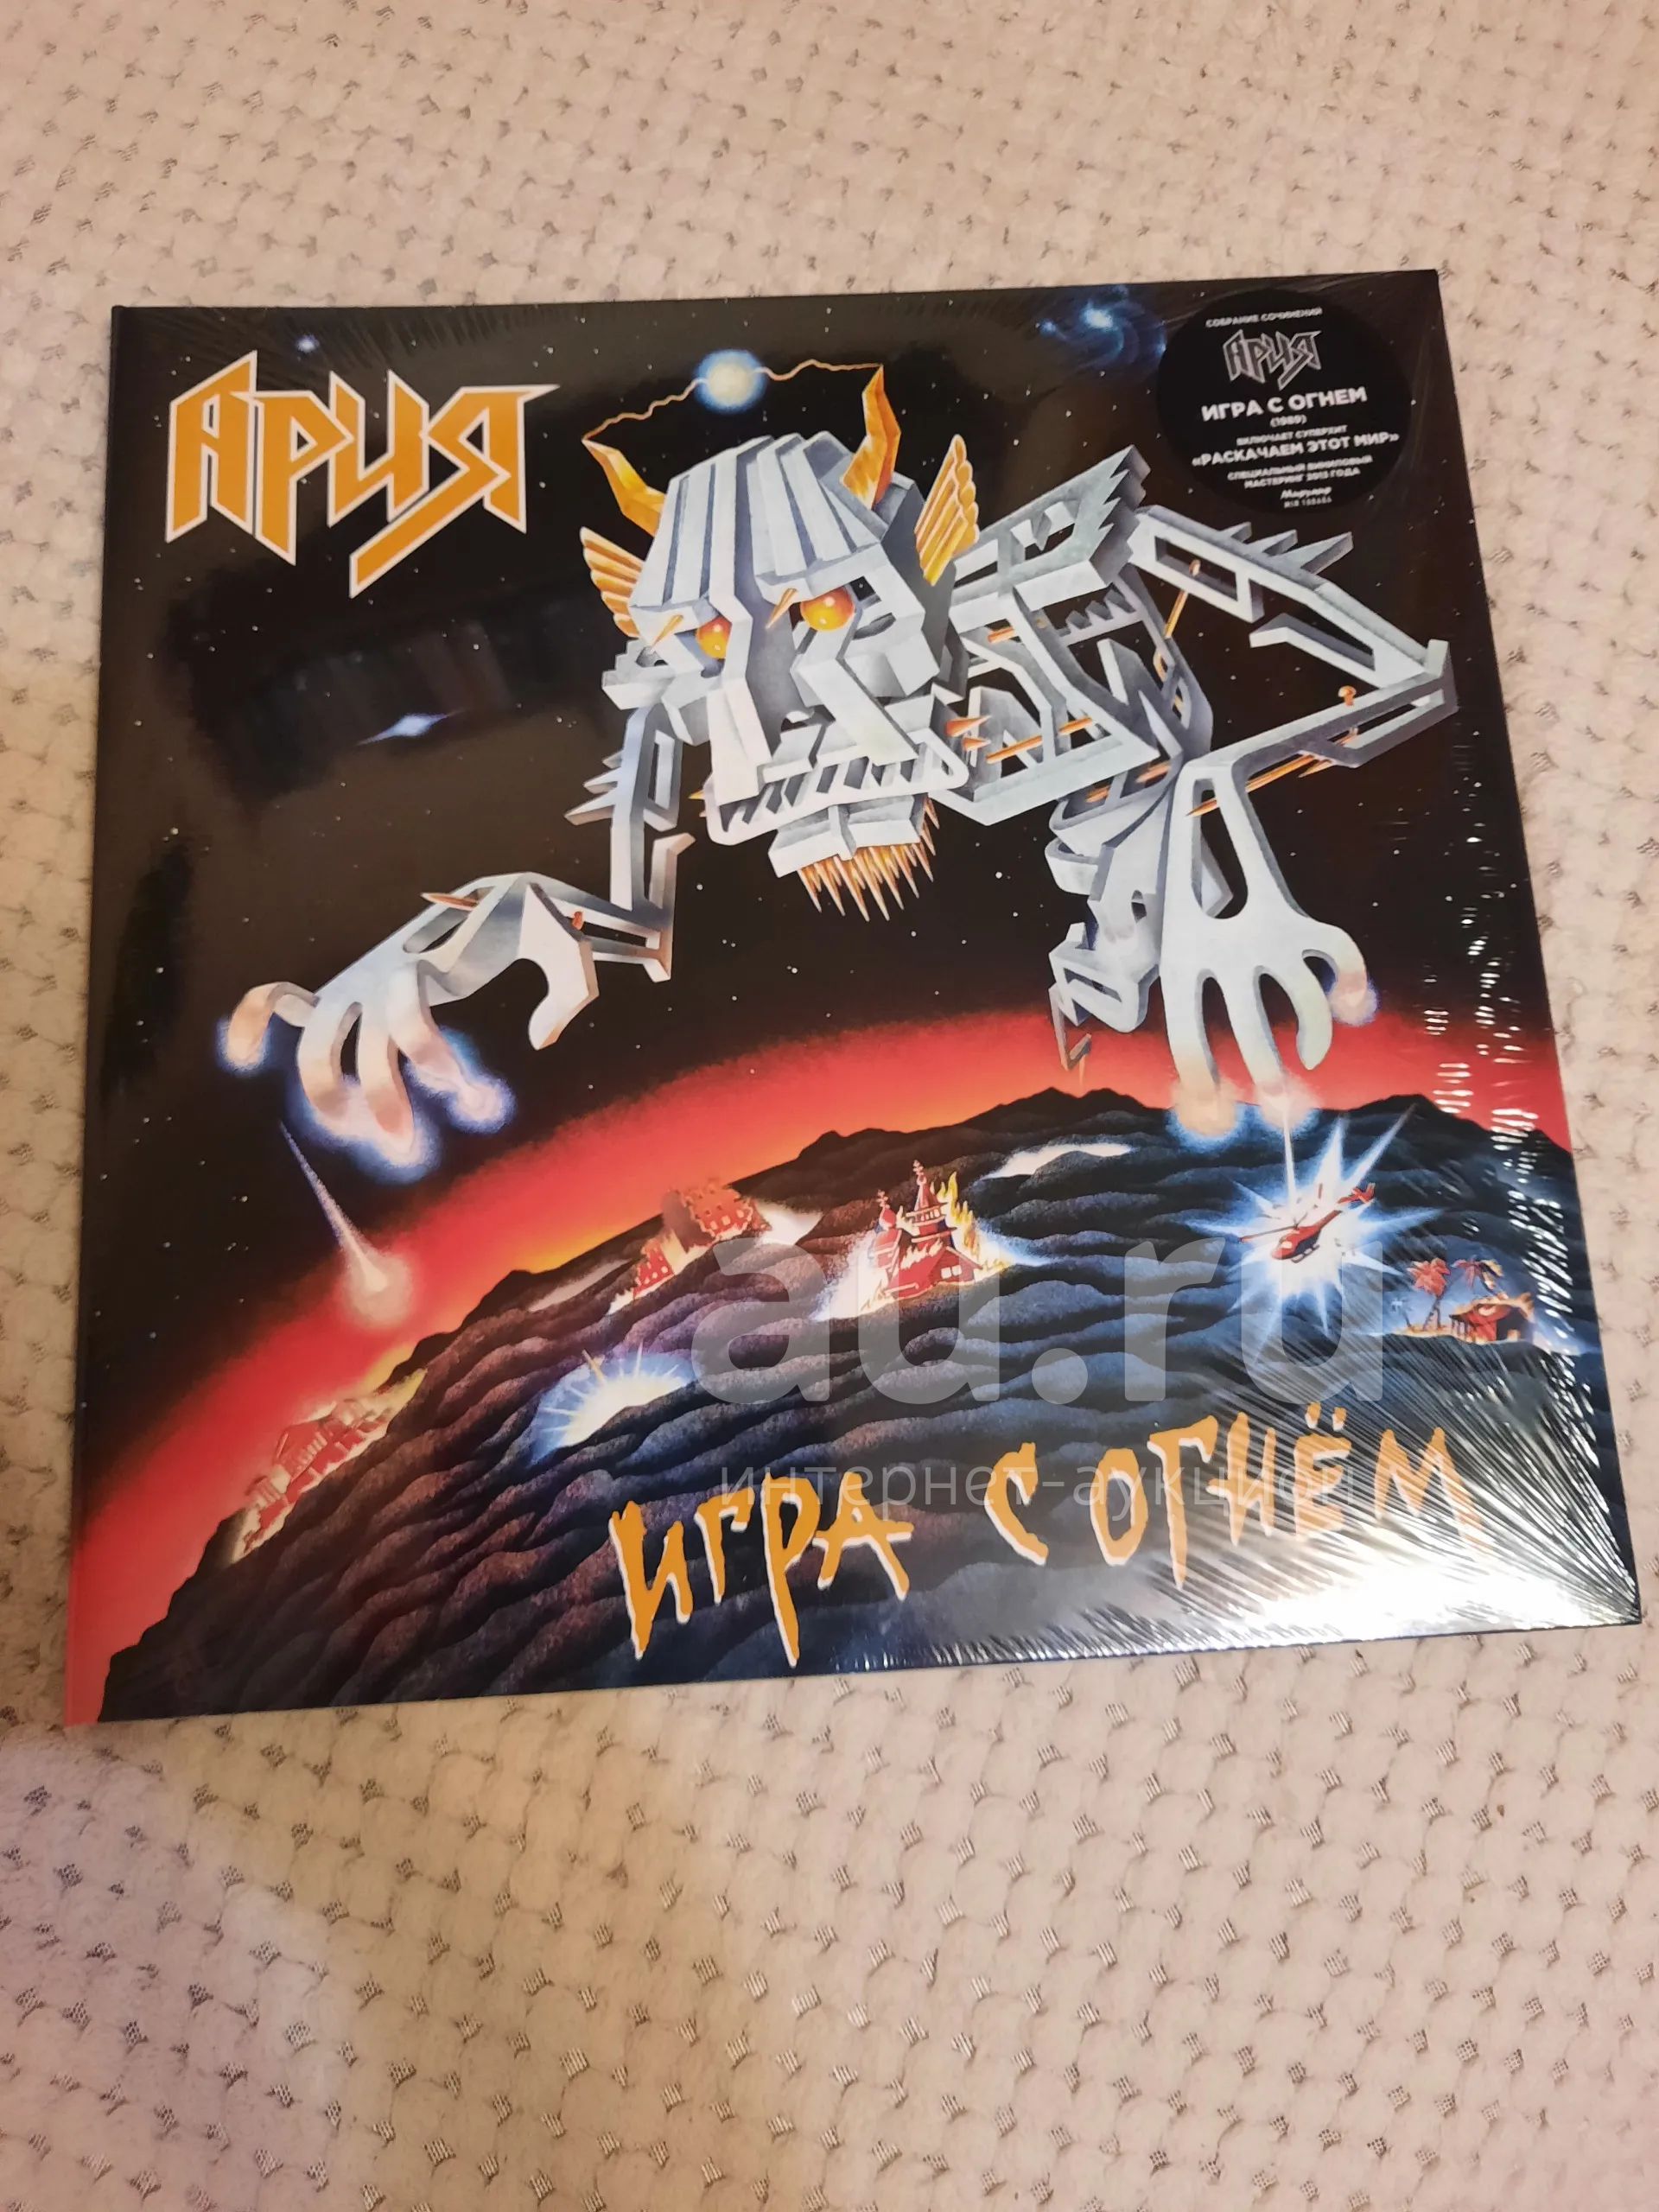 АРИЯ
СОБРАНИЕ СОЧИНЕНИЙ
АРИЯ
ИГРА С ОГНЕМ
(1989)
ВКЛЮЧАЕТ СУПЕРХИТ
«РАСКАЧАЕМ ЭТОТ МИР»
СПЕЦИАЛЬНЫЙ ВИНИЛОВЫЙ
МАСТЕРИНГ 2013 ГОДА
au.ru
интернет-аукцион
ИГРА С ОГНЁМ